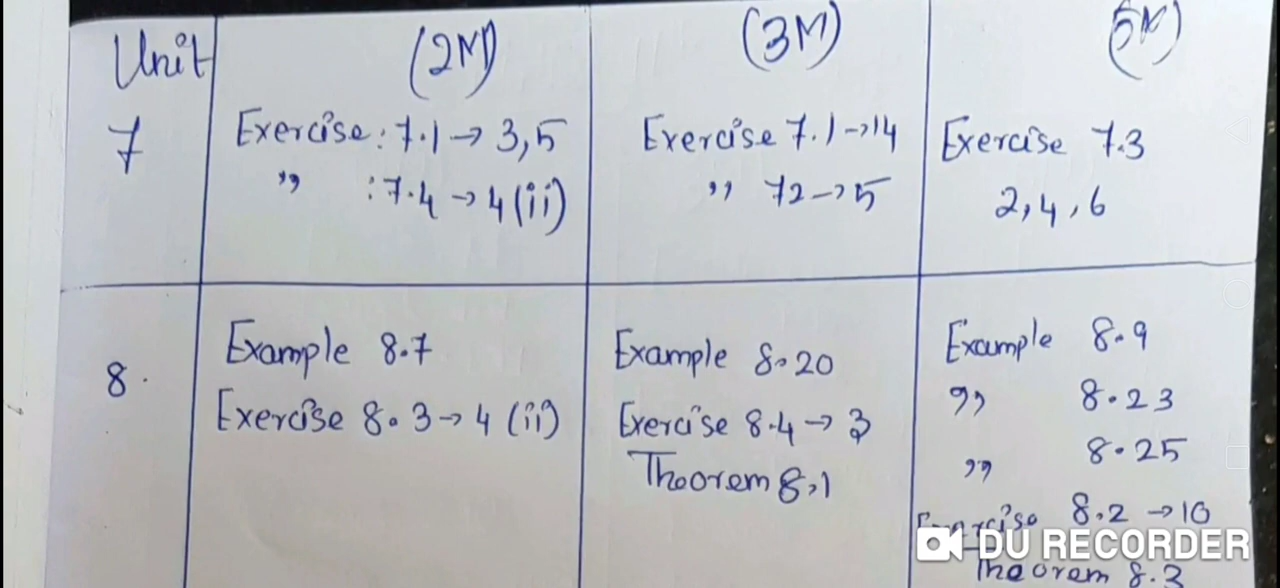 Unit (2M) (3M) (5M)
7
Exercise : 7.1 → 3, 5
,, : 7.4 → 4 (ii)
Exercise 7.1 → 14
,, 72 → 5
Exercise 7.3
2, 4, 6
8.
Example 8.7
Exercise 8.3 → 4 (ii)
Example 8.20
Exercise 8.4 → 3
Theorem 8.1
Example 8.9
,, 8.23
,, 8.25
Exercise 8.2 → 10
Theorem 8.3
DU RECORDER